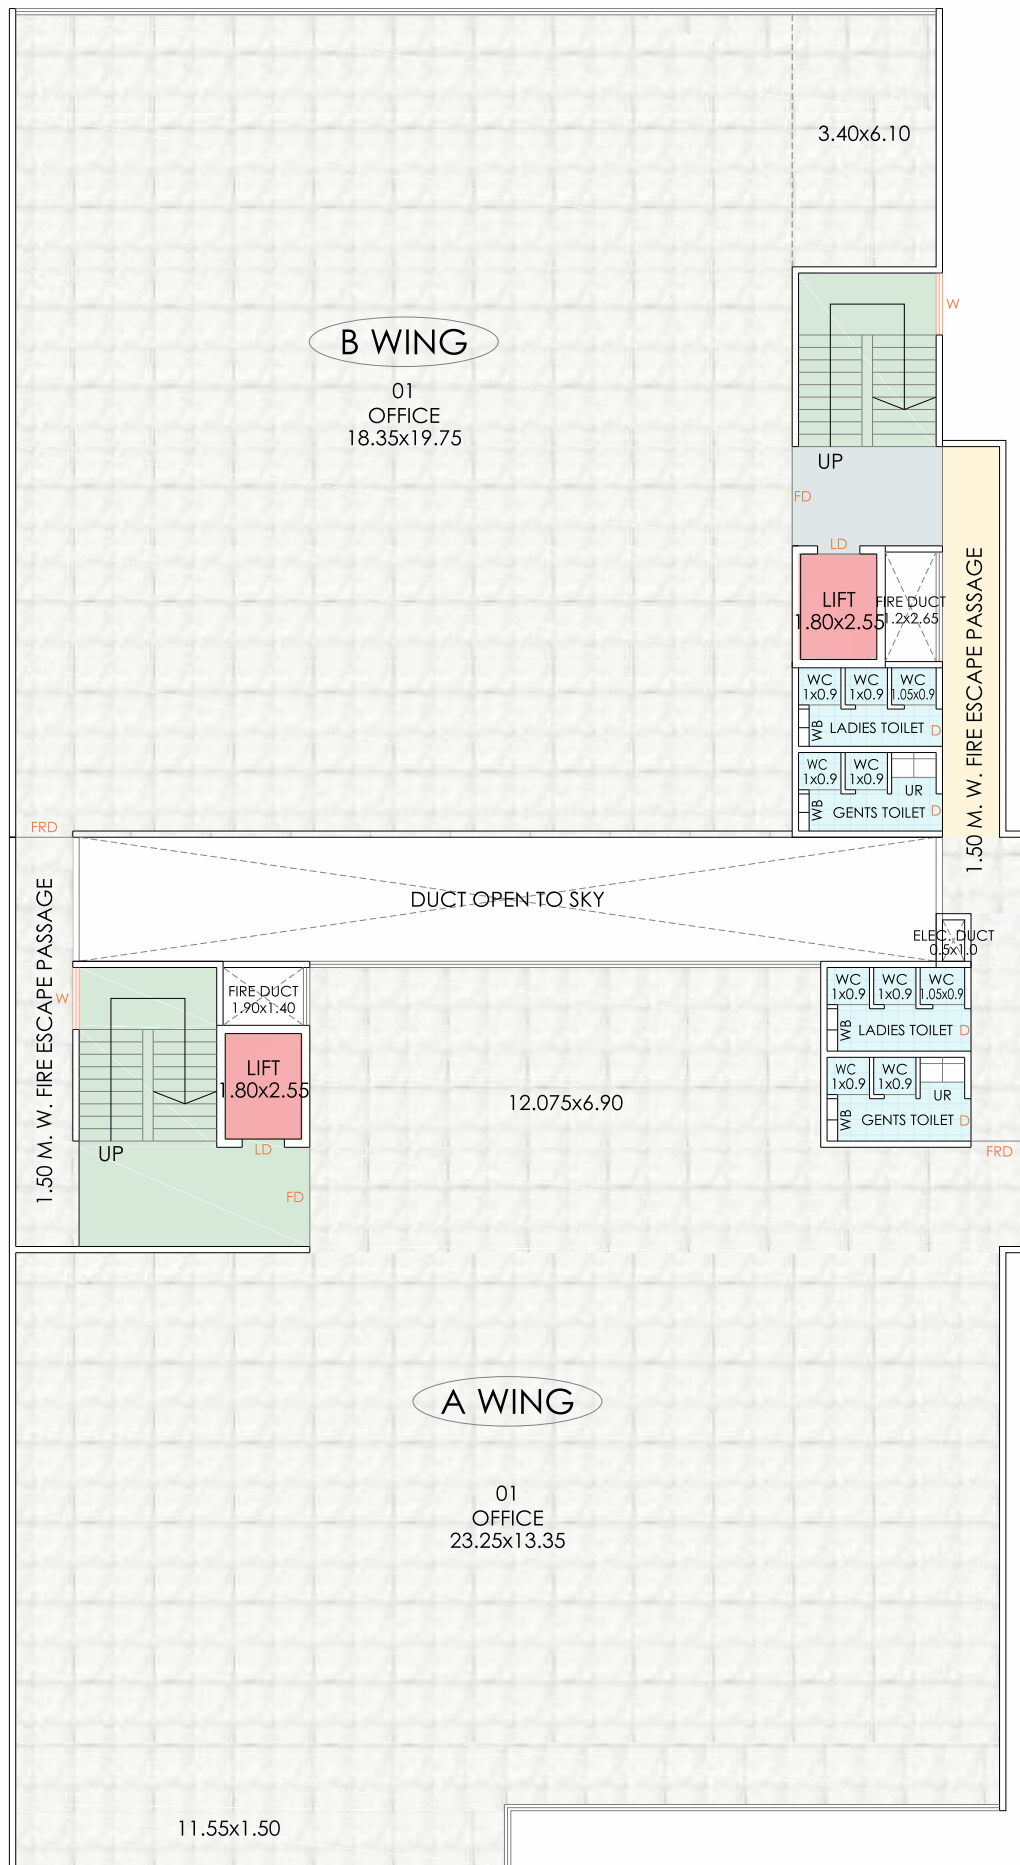 3.40x6.10
W
B WING
01
OFFICE
18.35x19.75
UP
FD
LD
LIFT
1.80x2.55
FIRE DUCT
1.2x2.65
1.50 M. W. FIRE ESCAPE PASSAGE
WC
1x0.9
WC
1x0.9
WC
1.05x0.9
WB
LADIES TOILET
D
WC
1x0.9
WC
1x0.9
UR
WB
GENTS TOILET
D
FRD
DUCT OPEN TO SKY
1.50 M. W. FIRE ESCAPE PASSAGE
ELEC. DUCT
0.5x1.0
W
FIRE DUCT
1.90x1.40
LIFT
1.80x2.55
UP
LD
FD
12.075x6.90
WC
1x0.9
WC
1x0.9
WC
1.05x0.9
WB
LADIES TOILET
D
WC
1x0.9
WC
1x0.9
UR
WB
GENTS TOILET
D
FRD
A WING
01
OFFICE
23.25x13.35
11.55x1.50